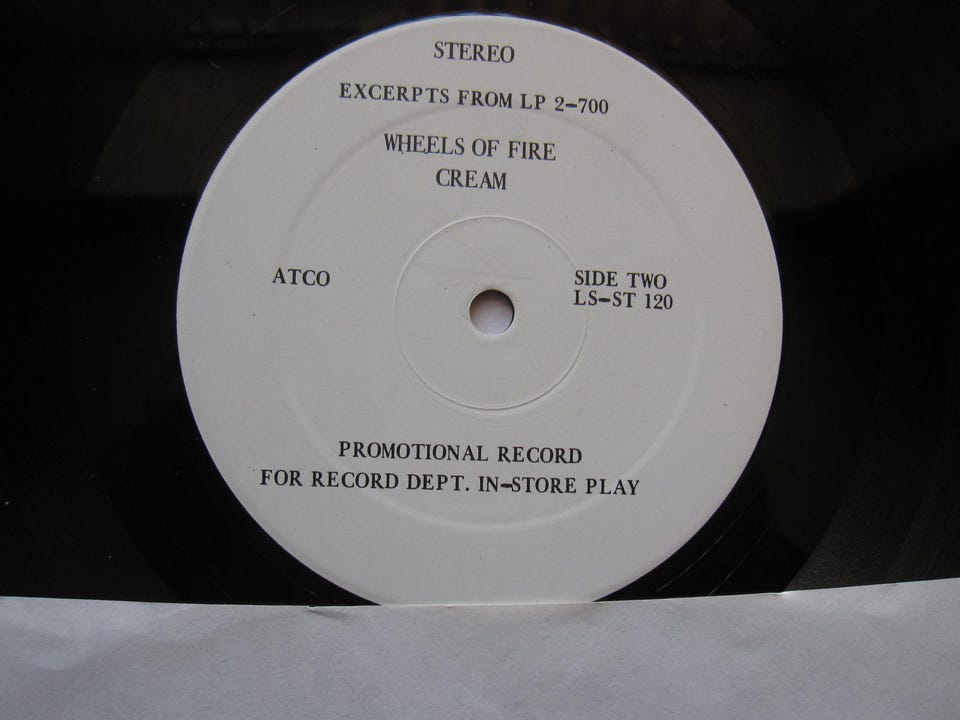 STEREO
EXCERPTS FROM LP 2-700
WHEELS OF FIRE
CREAM
ATCO
SIDE TWO
LS-ST 120
PROMOTIONAL RECORD
FOR RECORD DEPT. IN-STORE PLAY